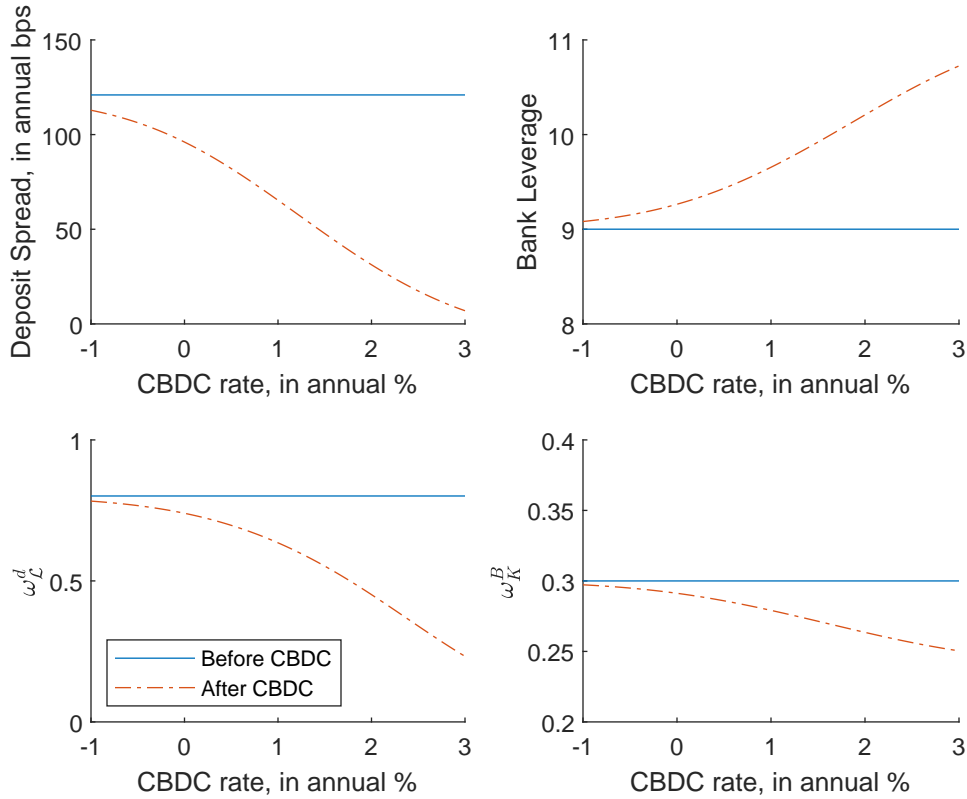 Deposit Spread, in annual bps
150
100
50
0
-1 0 1 2 3
CBDC rate, in annual %
Bank Leverage
11
10
9
8
-1 0 1 2 3
CBDC rate, in annual %
ω_ℒ^d
1
0.5
0
Before CBDC
After CBDC
-1 0 1 2 3
CBDC rate, in annual %
ω_K^B
0.4
0.35
0.3
0.25
0.2
-1 0 1 2 3
CBDC rate, in annual %